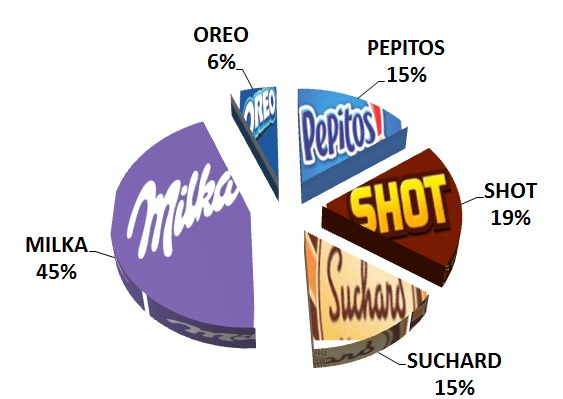 OREO
6%
PEPITOS
15%
OREO
Pepitos!
SHOT
SHOT
19%
Milka
MILKA
45%
Suchard
SUCHARD
15%